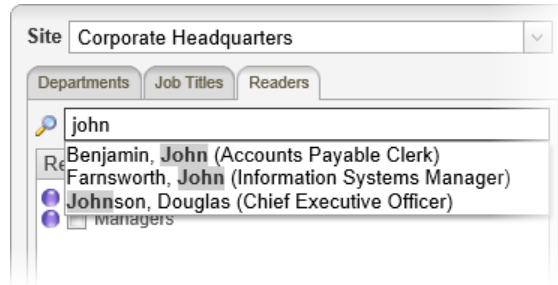 Site Corporate Headquarters
Departments Job Titles Readers
john
Benjamin, John (Accounts Payable Clerk)
Farnsworth, John (Information Systems Manager)
Johnson, Douglas (Chief Executive Officer)
Managers